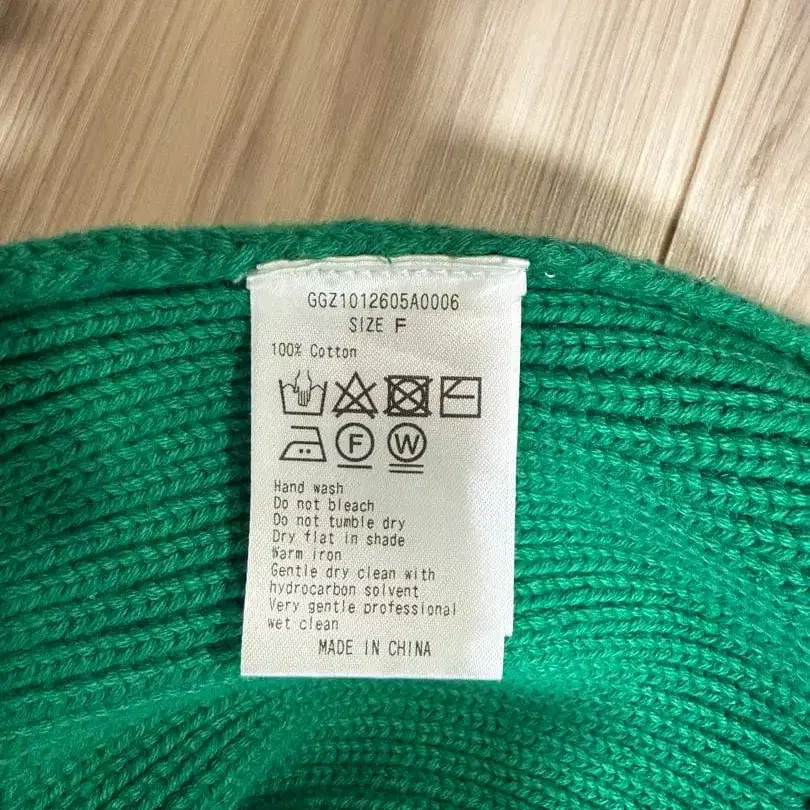 GGZ1012605A0006
SIZE F
100% Cotton
F W
Hand wash
Do not bleach
Do not tumble dry
Dry flat in shade
Warm iron
Gentle dry clean with
hydrocarbon solvent
Very gentle professional
wet clean
MADE IN CHINA